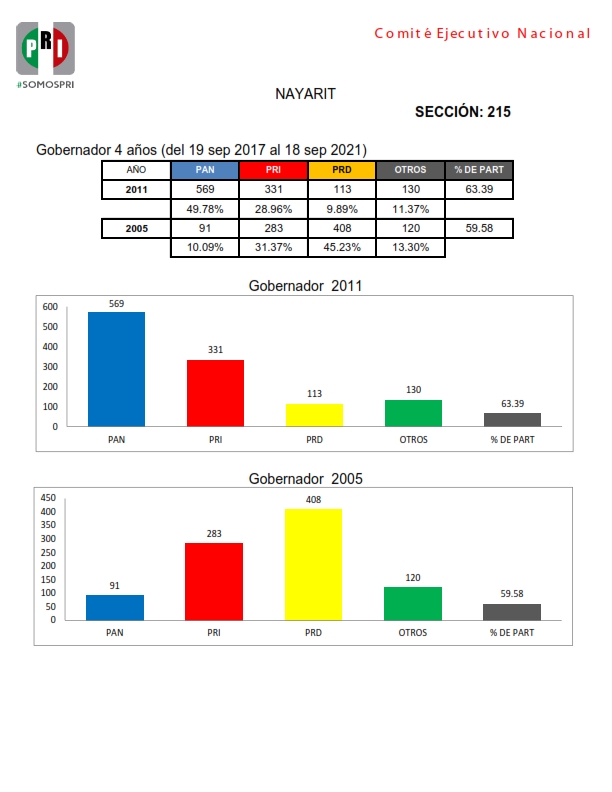 PRI
#SOMOSPRI
Comité Ejecutivo Nacional
NAYARIT
SECCIÓN: 215
Gobernador 4 años (del 19 sep 2017 al 18 sep 2021)
AÑO PAN PRI PRD OTROS % DE PART
2011 569 331 113 130 63.39
49.78% 28.96% 9.89% 11.37%
2005 91 283 408 120 59.58
10.09% 31.37% 45.23% 13.30%
Gobernador 2011
600
500
400
300
200
100
0
569
331
113
130
63.39
PAN PRI PRD OTROS % DE PART
Gobernador 2005
450
400
350
300
250
200
150
100
50
0
91
283
408
120
59.58
PAN PRI PRD OTROS % DE PART